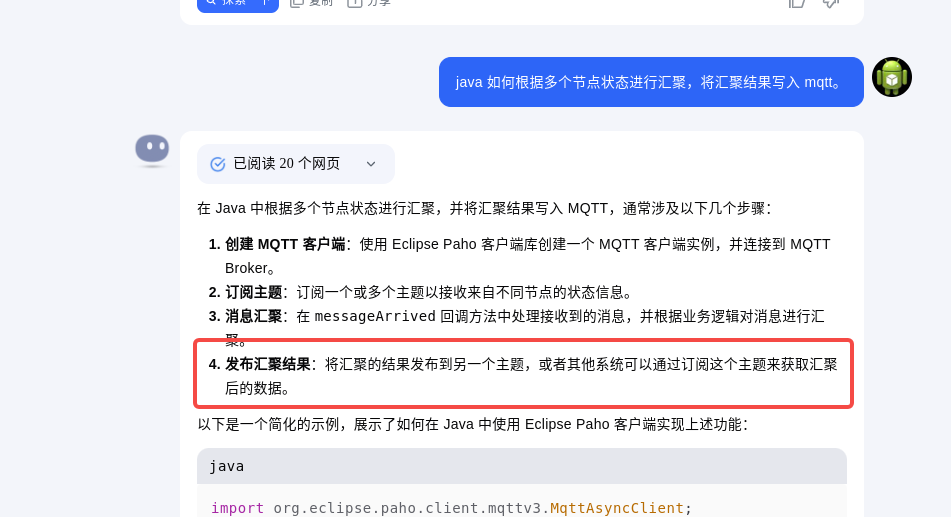 探索
复制
分享
java 如何根据多个节点状态进行汇聚，将汇聚结果写入 mqtt。
已阅读 20 个网页
在 Java 中根据多个节点状态进行汇聚，并将汇聚结果写入 MQTT，通常涉及以下几个步骤：
1. 创建 MQTT 客户端：使用 Eclipse Paho 客户端库创建一个 MQTT 客户端实例，并连接到 MQTT
Broker。
2. 订阅主题：订阅一个或多个主题以接收来自不同节点的状态信息。
3. 消息汇聚：在 messageArrived 回调方法中处理接收到的消息，并根据业务逻辑对消息进行汇
聚。
4. 发布汇聚结果：将汇聚的结果发布到另一个主题，或者其他系统可以通过订阅这个主题来获取汇聚
后的数据。
以下是一个简化的示例，展示了如何在 Java 中使用 Eclipse Paho 客户端实现上述功能：
java
import org.eclipse.paho.client.mqttv3.MqttAsyncClient;